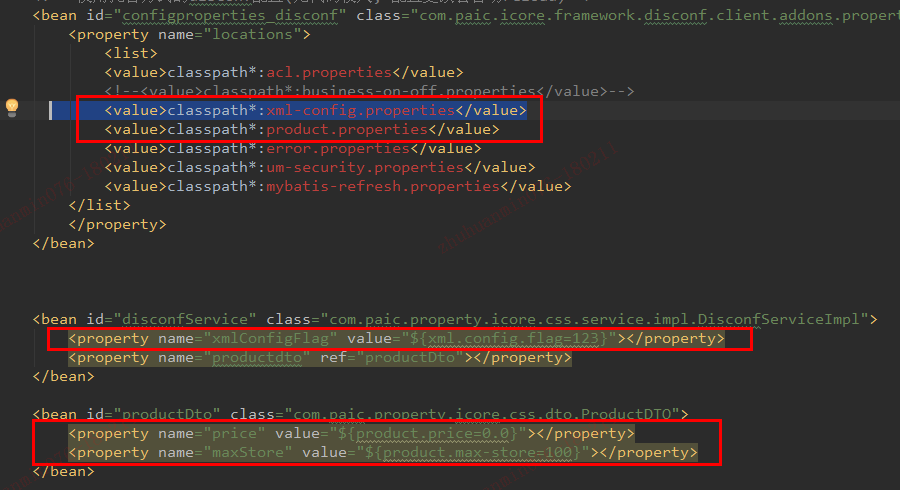 <bean id="configproperties_disconf" class="com.paic.icore.framework.disconf.client.addons.propert
<property name="locations">
<list>
<value>classpath*:acl.properties</value>
<!--<value>classpath*:business-on-off.properties</value>-->
<value>classpath*:xml-config.properties</value>
<value>classpath*:product.properties</value>
<value>classpath*:error.properties</value>
<value>classpath*:um-security.properties</value>
<value>classpath*:mybatis-refresh.properties</value>
</list>
</property>
</bean>
<bean id="disconfService" class="com.paic.property.icore.css.service.impl.DisconfServiceImpl">
<property name="xmlConfigFlag" value="${xml.config.flag=123}"></property>
<property name="productdto" ref="productDto"></property>
</bean>
<bean id="productDto" class="com.paic.property.icore.css.dto.ProductDTO">
<property name="price" value="${product.price=0.0}"></property>
<property name="maxStore" value="${product.max-store=100}"></property>
</bean>